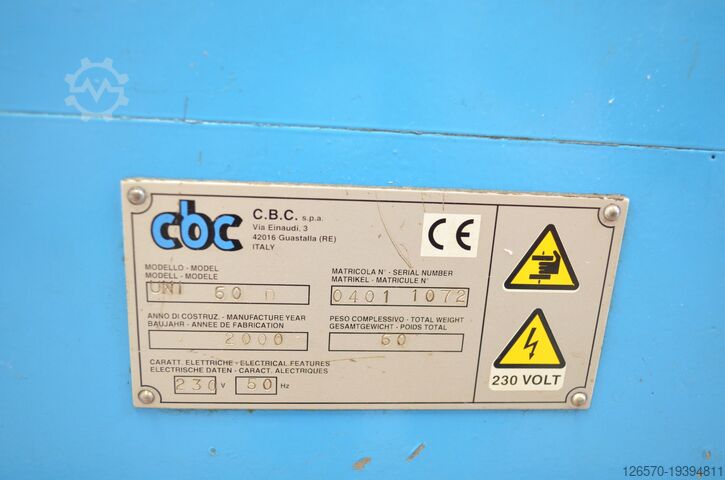 cbc
C.B.C. s.p.a.
Via Einaudi, 3
42016 Guastalla (RE)
ITALY
CE
MODELLO - MODEL
MODELL - MODELE
UNI 60 D
MATRICOLA N° - SERIAL NUMBER
MATRIKEL - MATRICULE N°
0401 1072
ANNO DI COSTRUZ. - MANUFACTURE YEAR
BAUJAHR - ANNEE DE FABRICATION
2000
PESO COMPLESSIVO - TOTAL WEIGHT
GESAMTGEWICHT - POIDS TOTAL
60
CARATT. ELETTRICHE - ELECTRICAL FEATURES
ELECTRISCHE DATEN - CARACT. ALECTRIQUES
230 V 50 Hz
230 VOLT
126570-19394811